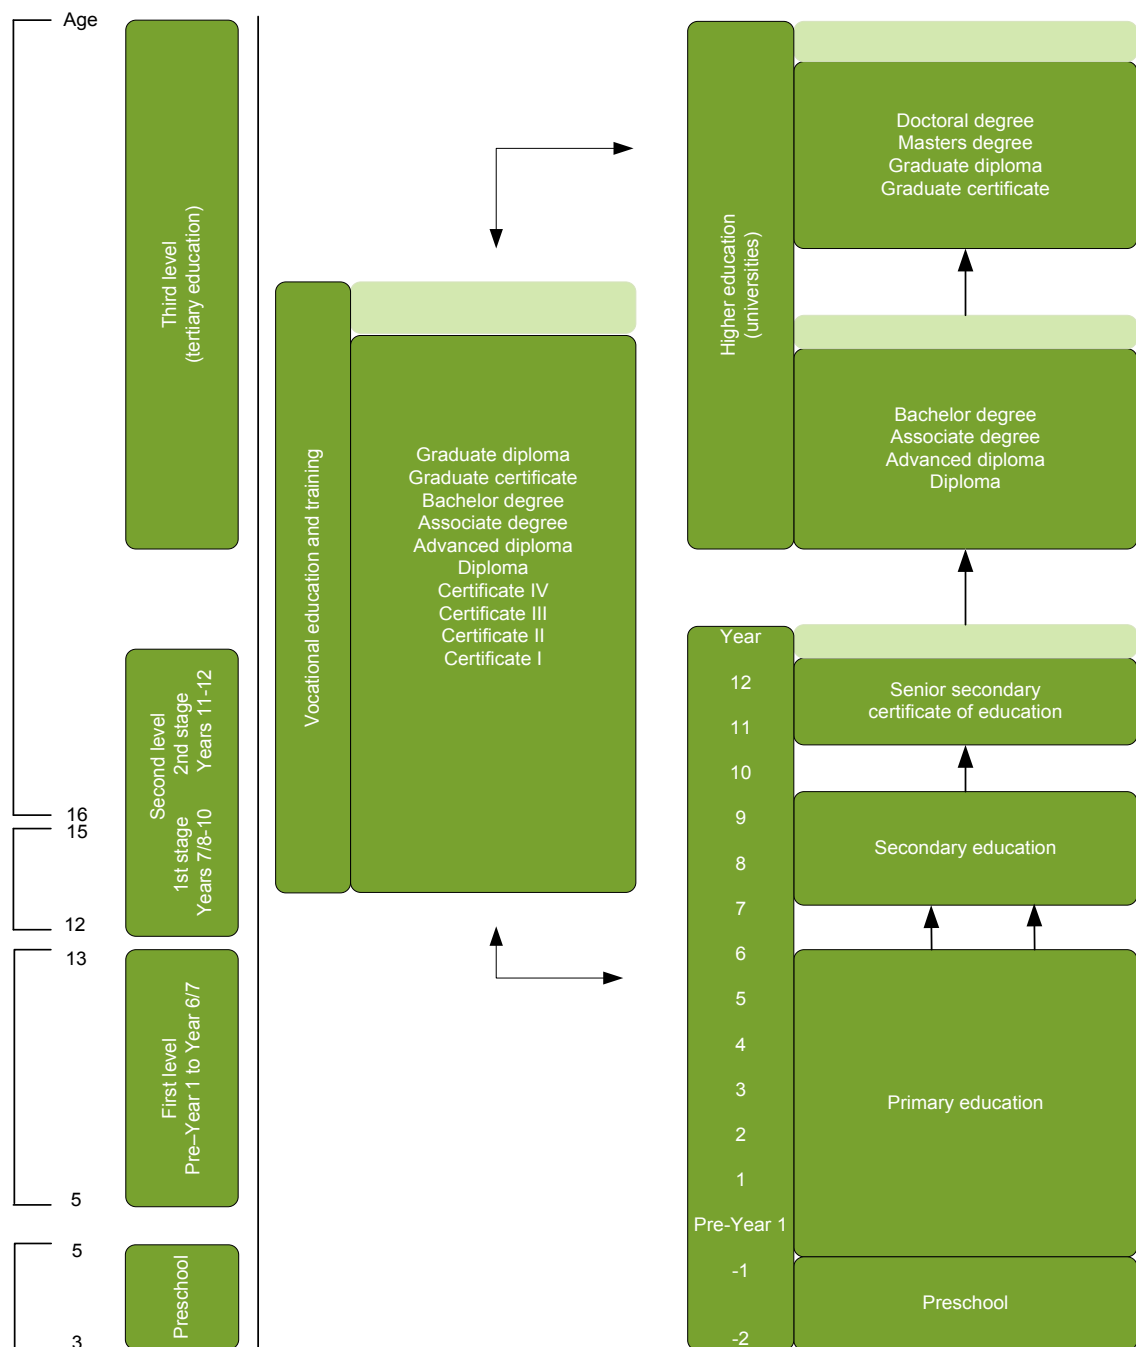 Age
16
15
12
13
5
5
3
Third level
(tertiary education)
Second level
1st stage 2nd stage
Years 7/8-10 Years 11-12
First level
Pre–Year 1 to Year 6/7
Preschool
Vocational education and training
Graduate diploma
Graduate certificate
Bachelor degree
Associate degree
Advanced diploma
Diploma
Certificate IV
Certificate III
Certificate II
Certificate I
Higher education
(universities)
Doctoral degree
Masters degree
Graduate diploma
Graduate certificate
Bachelor degree
Associate degree
Advanced diploma
Diploma
Year
12
11
10
9
8
7
6
5
4
3
2
1
Pre-Year 1
-1
-2
Senior secondary
certificate of education
Secondary education
Primary education
Preschool